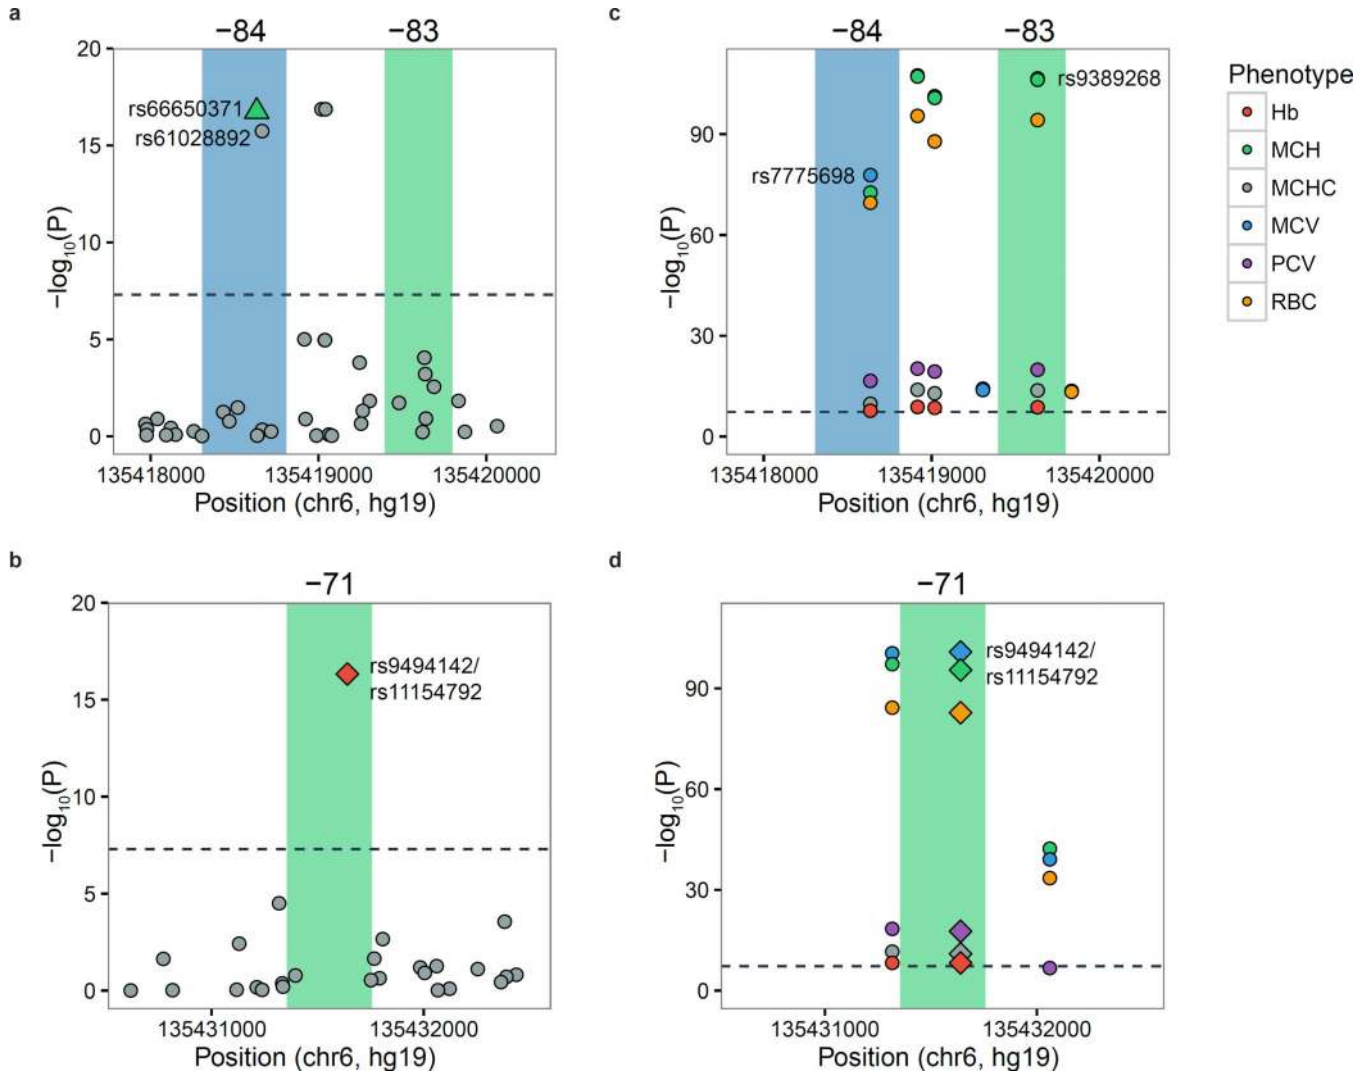 a
−84
−83
20
15
10
5
0
−log10(P)
rs66650371
rs61028892
135418000
135419000
135420000
Position (chr6, hg19)
c
−84
−83
90
60
30
0
−log10(P)
rs7775698
rs9389268
135418000
135419000
135420000
Position (chr6, hg19)
Phenotype
Hb
MCH
MCHC
MCV
PCV
RBC
b
−71
20
15
10
5
0
−log10(P)
rs9494142/
rs11154792
135431000
135432000
Position (chr6, hg19)
d
−71
90
60
30
0
−log10(P)
rs9494142/
rs11154792
135431000
135432000
Position (chr6, hg19)